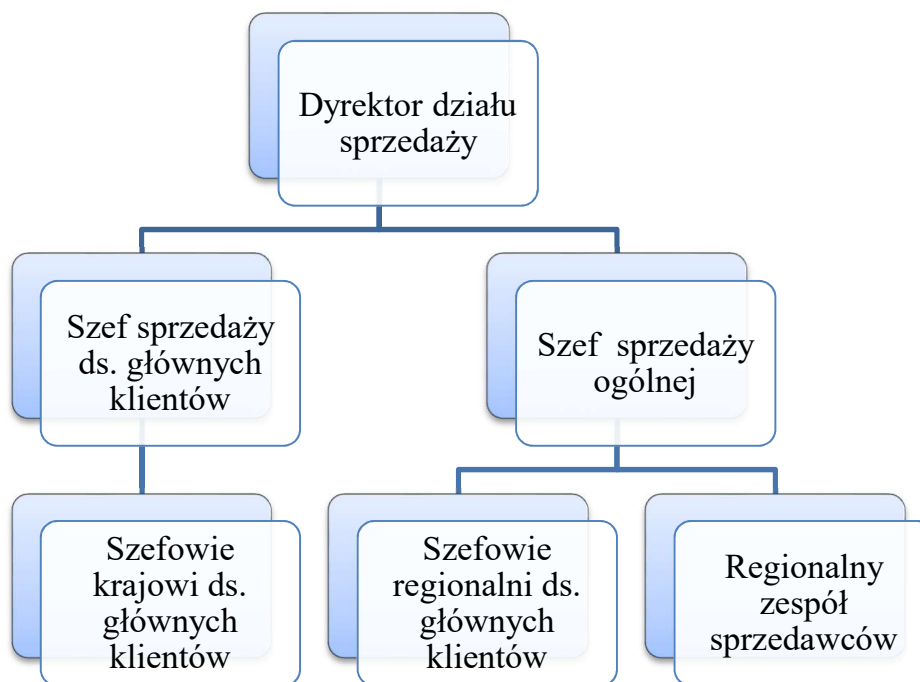 Dyrektor działu
sprzedaży
Szef sprzedaży
ds. głównych
klientów
Szef  sprzedaży
ogólnej
Szefowie
krajowi ds.
głównych
klientów
Szefowie
regionalni ds.
głównych
klientów
Regionalny
zespół
sprzedawców